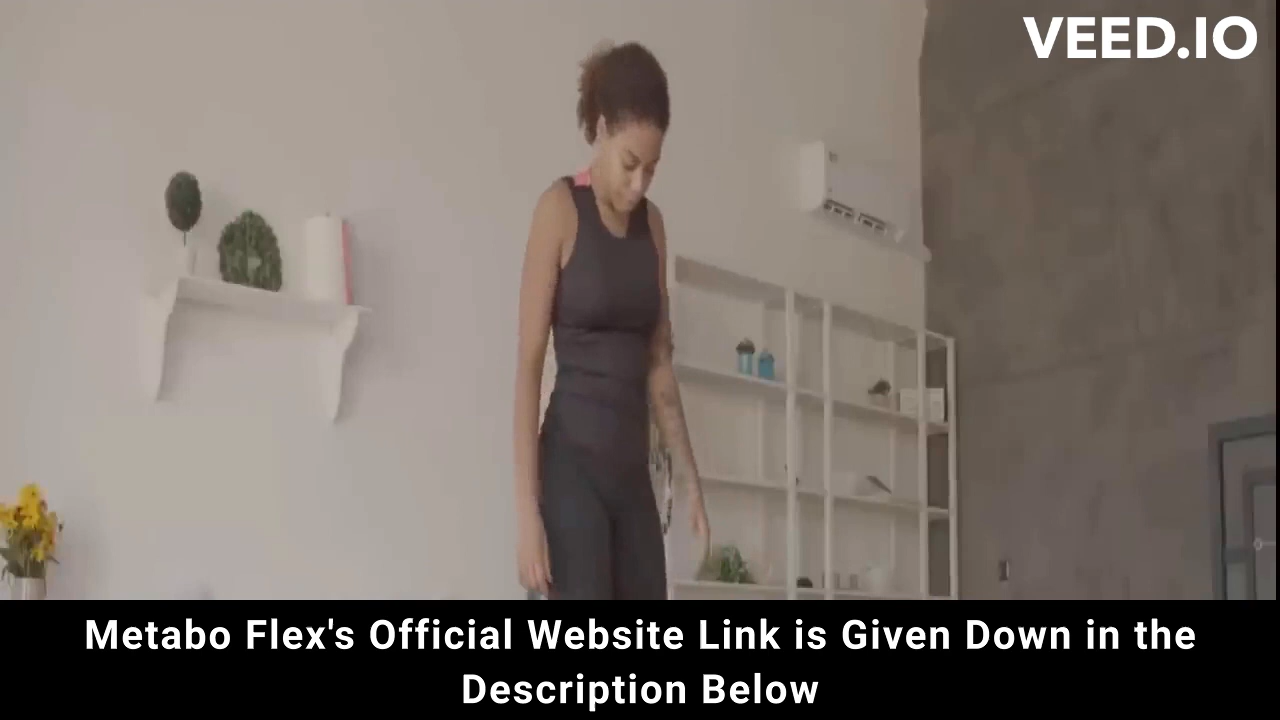 VEED.IO
Metabo Flex's Official Website Link is Given Down in the
Description Below